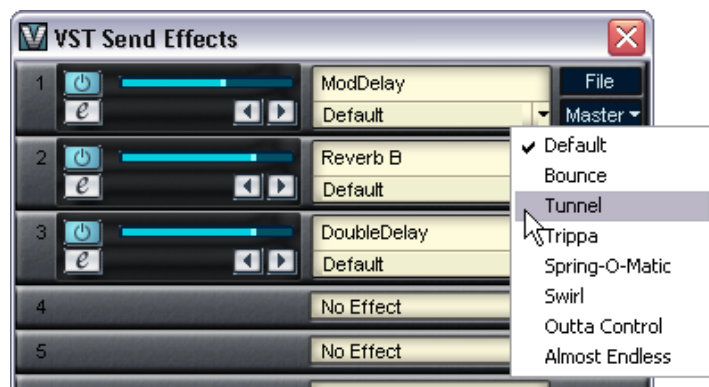 VST Send Effects
1 ModDelay File
e Default Master
2 Reverb B
e Default
3 DoubleDelay
e Default
4 No Effect
5 No Effect
Default
Bounce
Tunnel
Trippa
Spring-O-Matic
Swirl
Outta Control
Almost Endless